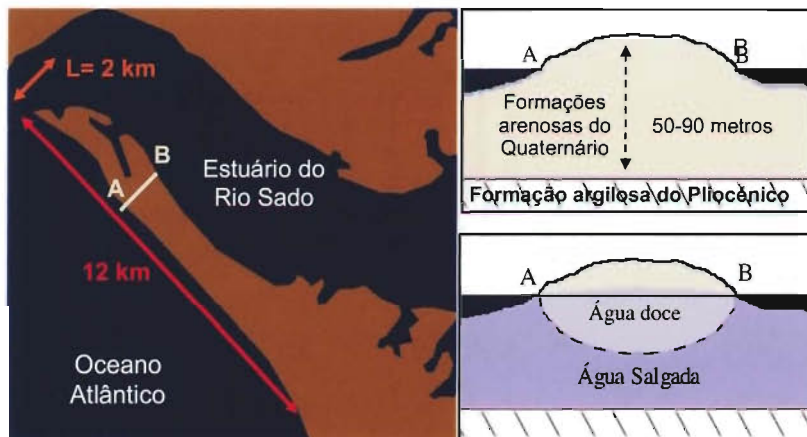 L= 2 km
A
B
Estuário do
Rio Sado
12 km
Oceano
Atlântico
A
B
B
Formações
arenosas do
Quaternário
50-90 metros
Formação argilosa do Pliocénico
A
B
Água doce
Água Salgada